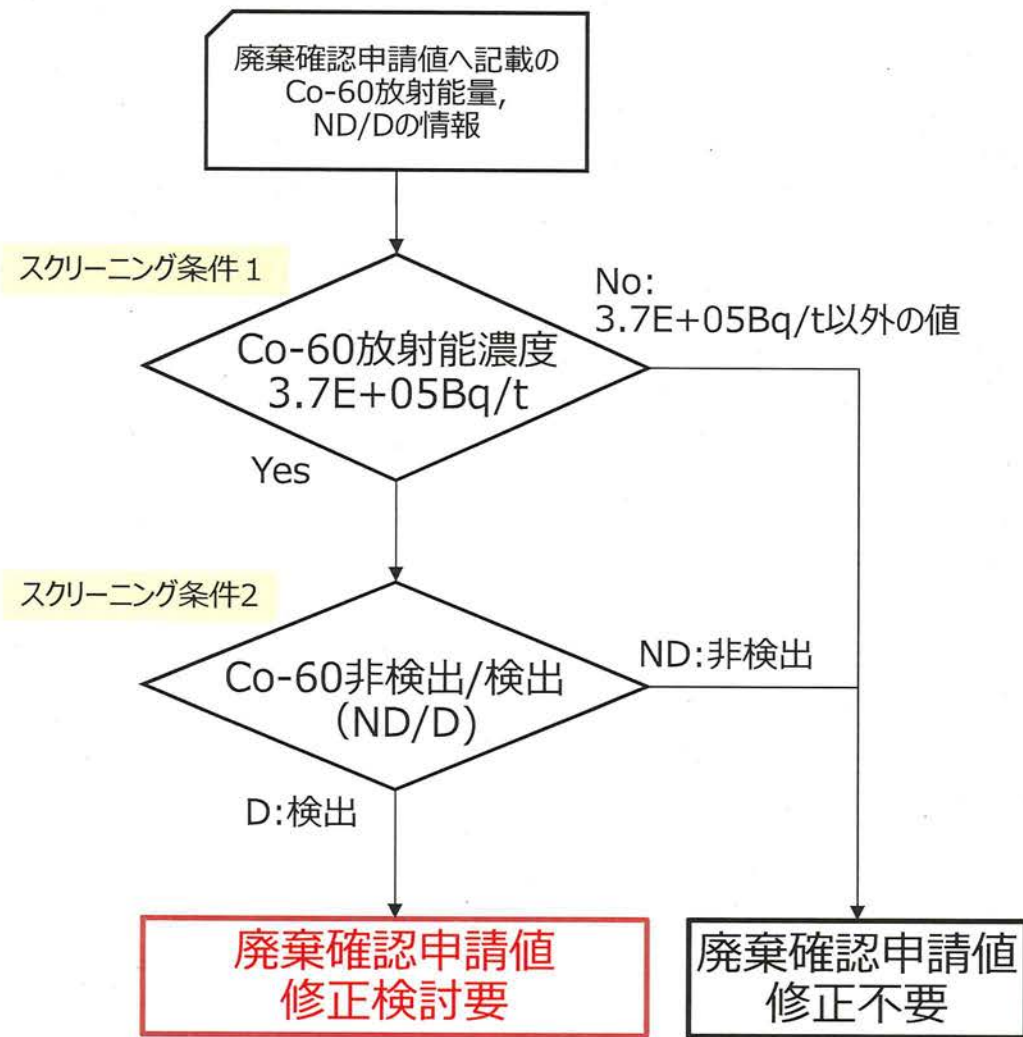 廃棄確認申請値へ記載の
Co-60放射能量,
ND/Dの情報
スクリーニング条件１
No:
3.7E+05Bq/t以外の値
Co-60放射能濃度
3.7E+05Bq/t
Yes
スクリーニング条件2
Co-60非検出/検出
（ND/D）
ND:非検出
D:検出
廃棄確認申請値
修正検討要
廃棄確認申請値
修正不要